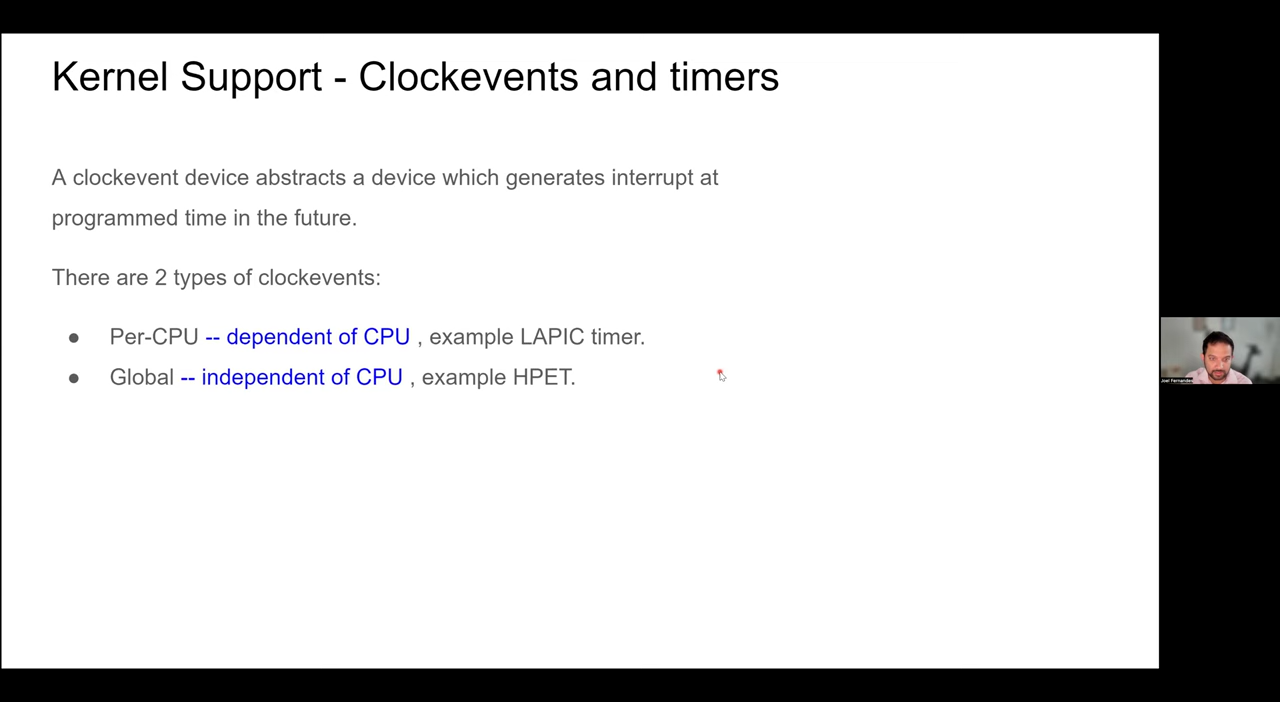 Kernel Support - Clockevents and timers
A clockevent device abstracts a device which generates interrupt at
programmed time in the future.
There are 2 types of clockevents:
● Per-CPU -- dependent of CPU , example LAPIC timer.
● Global -- independent of CPU , example HPET.
Joel Fernandes